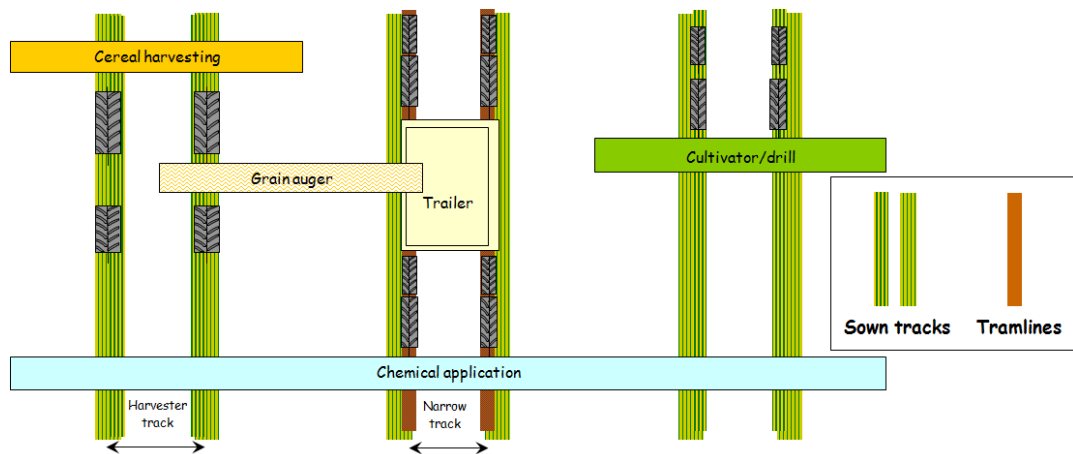 Cereal harvesting
Cultivator/drill
Grain auger
Trailer
Sown tracks
Tramlines
Chemical application
Harvester
track
Narrow
track